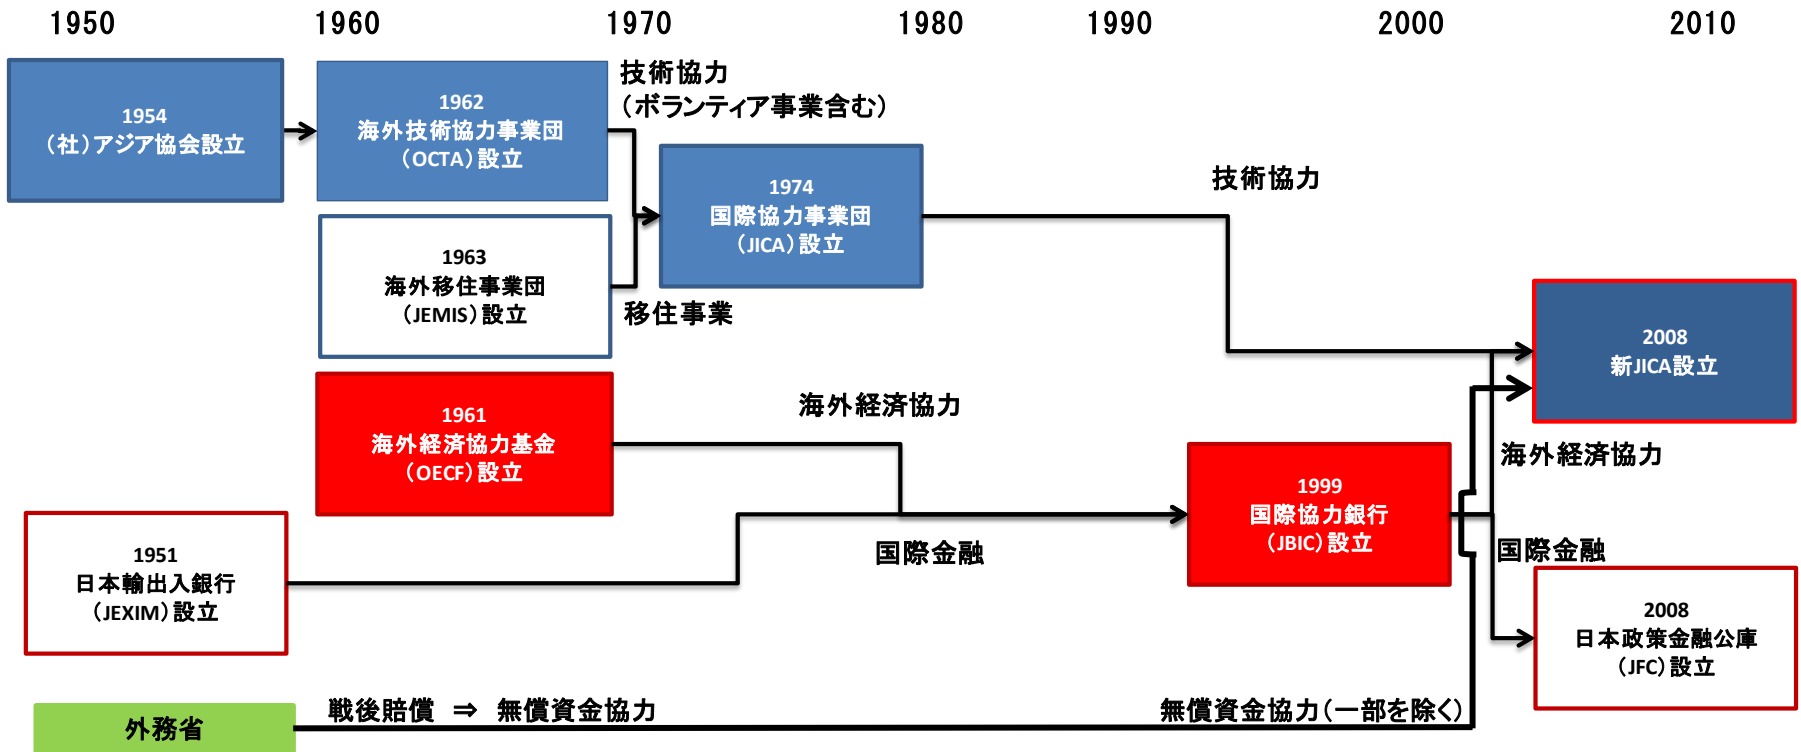 1950 1960 1970 1980 1990 2000 2010
1954
（社）アジア協会設立
1962
海外技術協力事業団
（OCTA）設立
技術協力
（ボランティア事業含む）
1974
国際協力事業団
（JICA）設立
技術協力
1963
海外移住事業団
（JEMIS）設立
移住事業
2008
新JICA設立
1961
海外経済協力基金
（OECF）設立
海外経済協力
海外経済協力
1999
国際協力銀行
（JBIC）設立
1951
日本輸出入銀行
（JEXIM）設立
国際金融
国際金融
2008
日本政策金融公庫
（JFC）設立
外務省
戦後賠償 ⇒ 無償資金協力
無償資金協力（一部を除く）